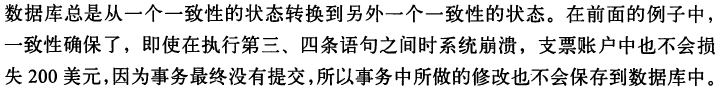 数据库总是从一个一致性的状态转换到另外一个一致性的状态。在前面的例子中，
一致性确保了，即使在执行第三、四条语句之间时系统崩溃，支票账户中也不会损
失 200 美元，因为事务最终没有提交，所以事务中所做的修改也不会保存到数据库中。